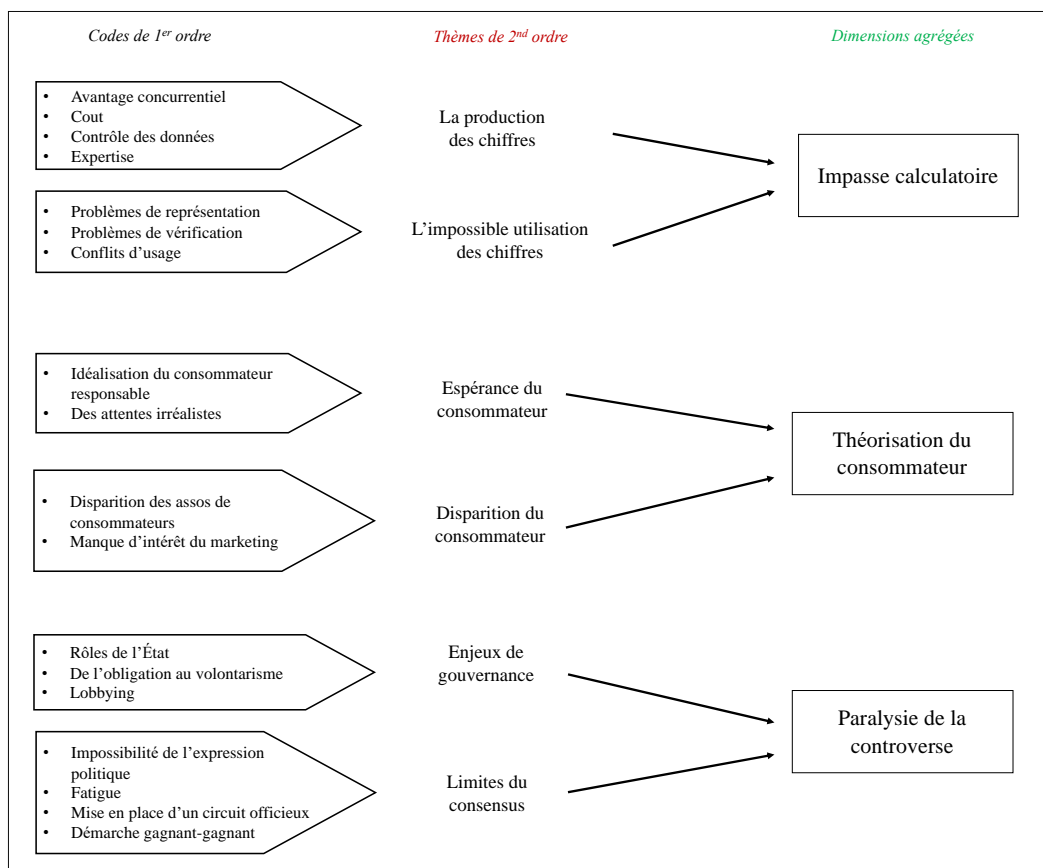 Codes de 1er ordre
Thèmes de 2nd ordre
Dimensions agrégées
• Avantage concurrentiel
• Cout
• Contrôle des données
• Expertise
La production
des chiffres
Impasse calculatoire
• Problèmes de représentation
• Problèmes de vérification
• Conflits d’usage
L’impossible utilisation
des chiffres
• Idéalisation du consommateur
responsable
• Des attentes irréalistes
Espérance du
consommateur
Théorisation du
consommateur
• Disparition des assos de
consommateurs
• Manque d’intérêt du marketing
Disparition du
consommateur
• Rôles de l’État
• De l’obligation au volontarisme
• Lobbying
Enjeux de
gouvernance
Paralysie de la
controverse
• Impossibilité de l’expression
politique
• Fatigue
• Mise en place d’un circuit officieux
• Démarche gagnant-gagnant
Limites du
consensus